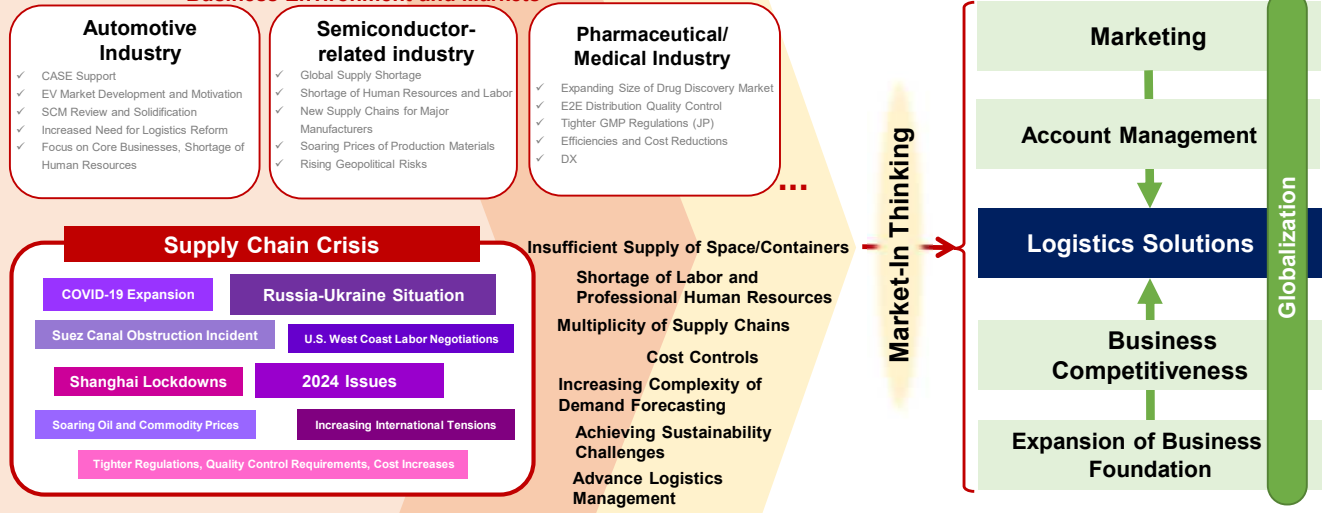 Business Environment and Markets
Automotive
Industry
✓ CASE Support
✓ EV Market Development and Motivation
✓ SCM Review and Solidification
✓ Increased Need for Logistics Reform
✓ Focus on Core Businesses, Shortage of
Human Resources
Semiconductor-
related industry
✓ Global Supply Shortage
✓ Shortage of Human Resources and Labor
✓ New Supply Chains for Major
Manufacturers
✓ Soaring Prices of Production Materials
✓ Rising Geopolitical Risks
Pharmaceutical/
Medical Industry
✓ Expanding Size of Drug Discovery Market
✓ E2E Distribution Quality Control
✓ Tighter GMP Regulations (JP)
✓ Efficiencies and Cost Reductions
✓ DX
...
Supply Chain Crisis
COVID-19 Expansion
Russia-Ukraine Situation
Suez Canal Obstruction Incident
U.S. West Coast Labor Negotiations
Shanghai Lockdowns
2024 Issues
Soaring Oil and Commodity Prices
Increasing International Tensions
Tighter Regulations, Quality Control Requirements, Cost Increases
Insufficient Supply of Space/Containers
Shortage of Labor and
Professional Human Resources
Multiplicity of Supply Chains
Cost Controls
Increasing Complexity of
Demand Forecasting
Achieving Sustainability
Challenges
Advance Logistics
Management
Market-In Thinking
Marketing
Account Management
Logistics Solutions
Business
Competitiveness
Expansion of Business
Foundation
Globalization